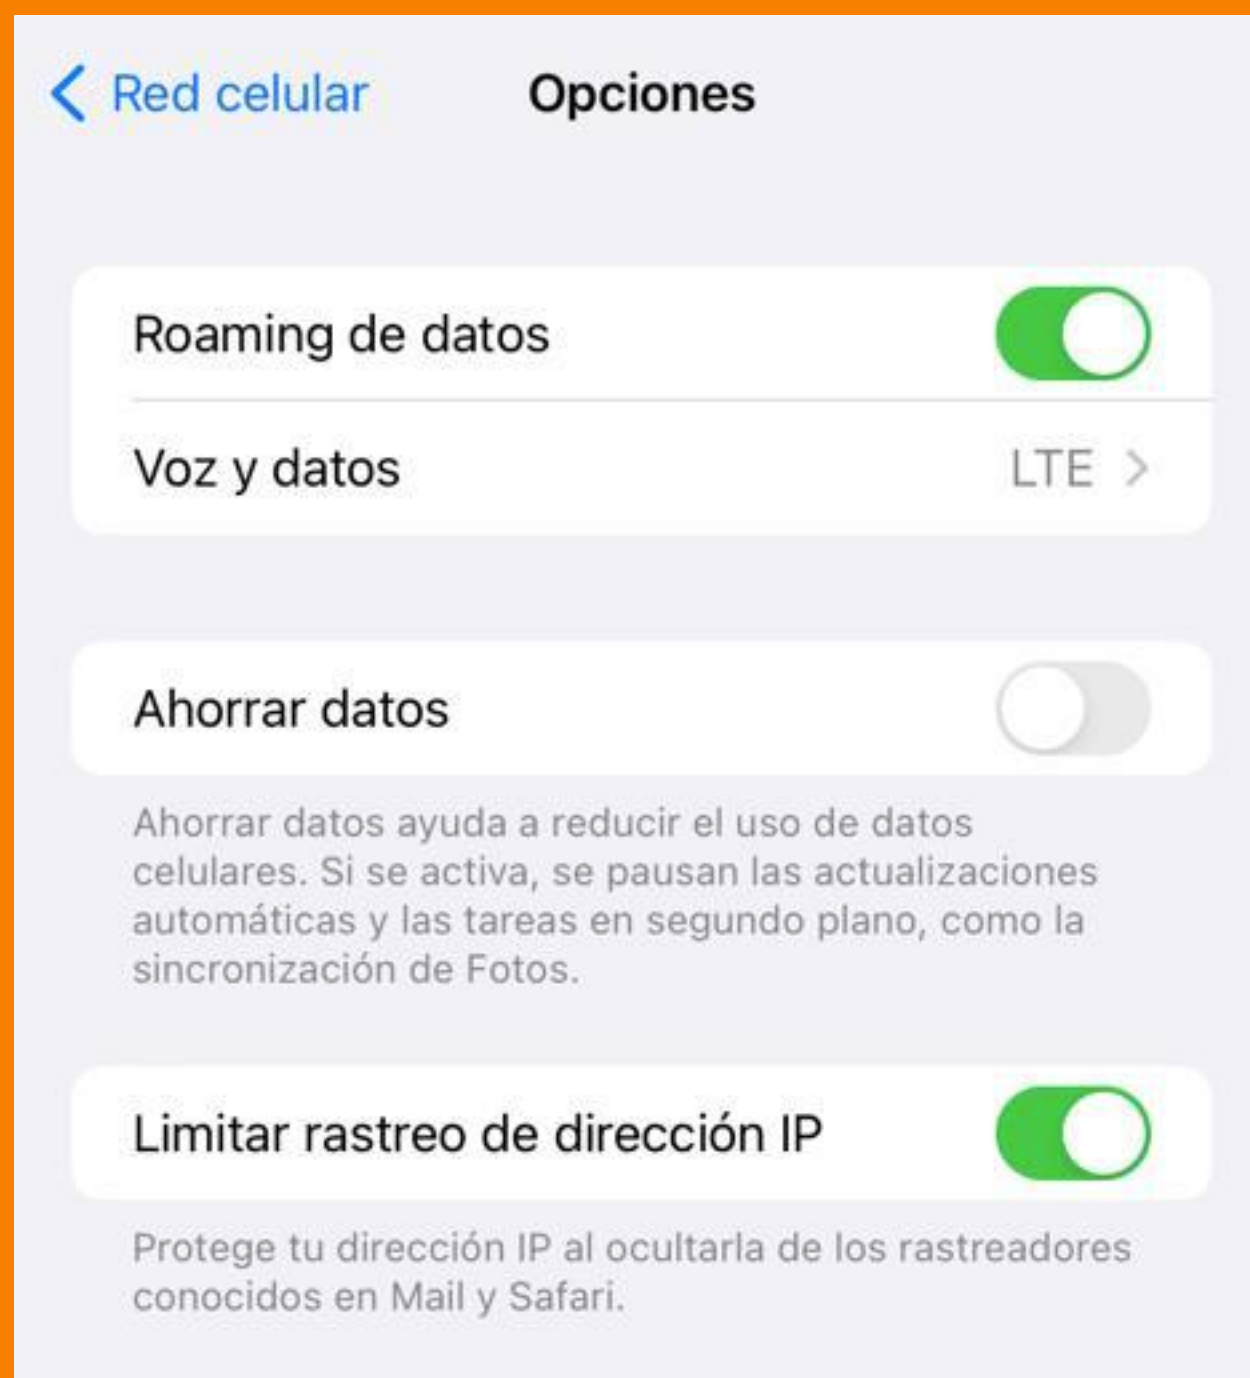 Red celular
Opciones
Roaming de datos
Voz y datos
LTE
Ahorrar datos
Ahorrar datos ayuda a reducir el uso de datos
celulares. Si se activa, se pausan las actualizaciones
automáticas y las tareas en segundo plano, como la
sincronización de Fotos.
Limitar rastreo de dirección IP
Protege tu dirección IP al ocultarla de los rastreadores
conocidos en Mail y Safari.